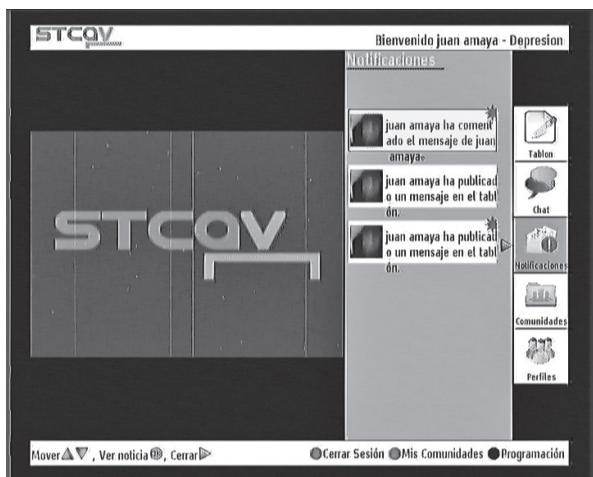 STCAV
Bienvenido juan amaya - Depresion
Notificaciones
juan amaya ha coment
ado el mensaje de juan
amaya.
juan amaya ha publicad
o un mensaje en el tabl
ón.
juan amaya ha publicad
o un mensaje en el tabl
ón.
STCAV
Tablon
Chat
Notificaciones
Comunidades
Perfiles
Mover , Ver noticia OK , Cerrar
Cerrar Sesión Mis Comunidades Programación